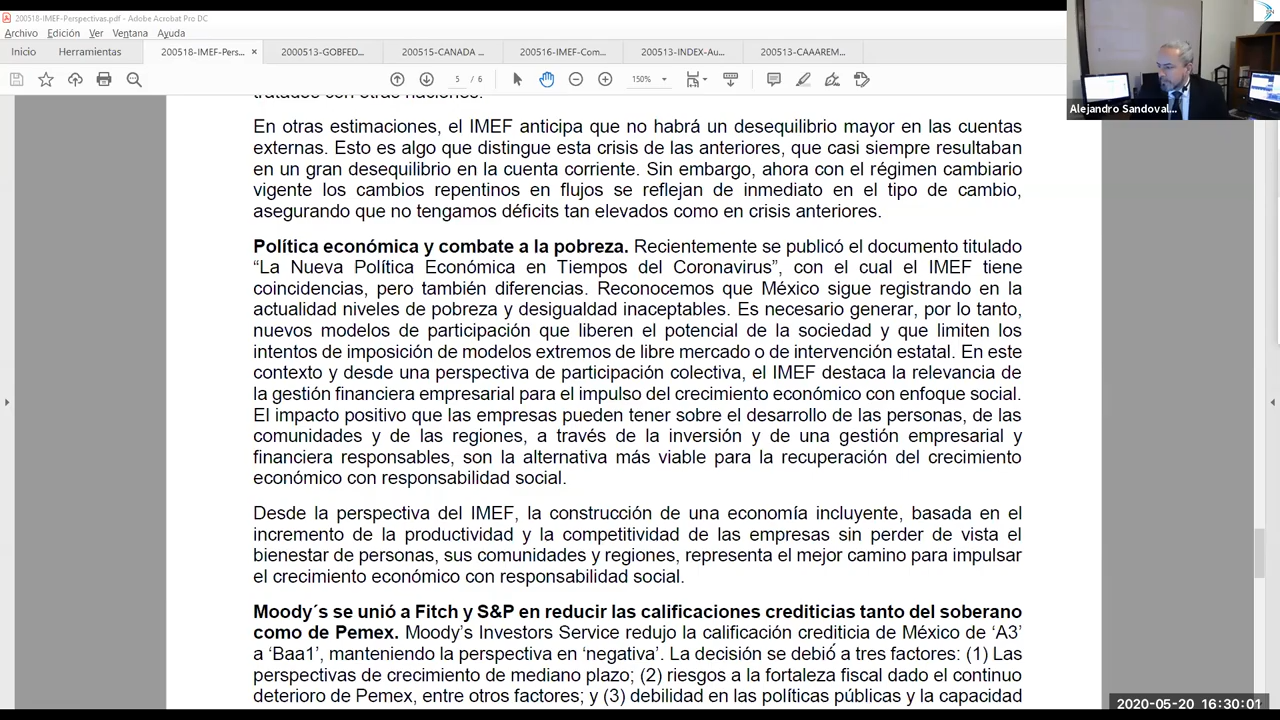 200518-IMEF-Perspectivas.pdf - Adobe Acrobat Pro DC
Archivo Edición Ver Ventana Ayuda
Inicio Herramientas 200518-IMEF-Pers... × 200513-GOBFED... 200515-CANADA ... 200516-IMEF-Com... 200513-INDEX-Au... 200513-CAAAREM...
5 / 6 150%
Alejandro Sandoval...
tratados con otras naciones.
En otras estimaciones, el IMEF anticipa que no habrá un desequilibrio mayor en las cuentas
externas. Esto es algo que distingue esta crisis de las anteriores, que casi siempre resultaban
en un gran desequilibrio en la cuenta corriente. Sin embargo, ahora con el régimen cambiario
vigente los cambios repentinos en flujos se reflejan de inmediato en el tipo de cambio,
asegurando que no tengamos déficits tan elevados como en crisis anteriores.
Política económica y combate a la pobreza. Recientemente se publicó el documento titulado
“La Nueva Política Económica en Tiempos del Coronavirus”, con el cual el IMEF tiene
coincidencias, pero también diferencias. Reconocemos que México sigue registrando en la
actualidad niveles de pobreza y desigualdad inaceptables. Es necesario generar, por lo tanto,
nuevos modelos de participación que liberen el potencial de la sociedad y que limiten los
intentos de imposición de modelos extremos de libre mercado o de intervención estatal. En este
contexto y desde una perspectiva de participación colectiva, el IMEF destaca la relevancia de
la gestión financiera empresarial para el impulso del crecimiento económico con enfoque social.
El impacto positivo que las empresas pueden tener sobre el desarrollo de las personas, de las
comunidades y de las regiones, a través de la inversión y de una gestión empresarial y
financiera responsables, son la alternativa más viable para la recuperación del crecimiento
económico con responsabilidad social.
Desde la perspectiva del IMEF, la construcción de una economía incluyente, basada en el
incremento de la productividad y la competitividad de las empresas sin perder de vista el
bienestar de personas, sus comunidades y regiones, representa el mejor camino para impulsar
el crecimiento económico con responsabilidad social.
Moody´s se unió a Fitch y S&P en reducir las calificaciones crediticias tanto del soberano
como de Pemex. Moody’s Investors Service redujo la calificación crediticia de México de ‘A3’
a ‘Baa1’, manteniendo la perspectiva en ‘negativa’. La decisión se debió a tres factores: (1) Las
perspectivas de crecimiento de mediano plazo; (2) riesgos a la fortaleza fiscal dado el continuo
deterioro de Pemex, entre otros factores; y (3) debilidad en las políticas públicas y la capacidad
2020-05-20 16:30:01